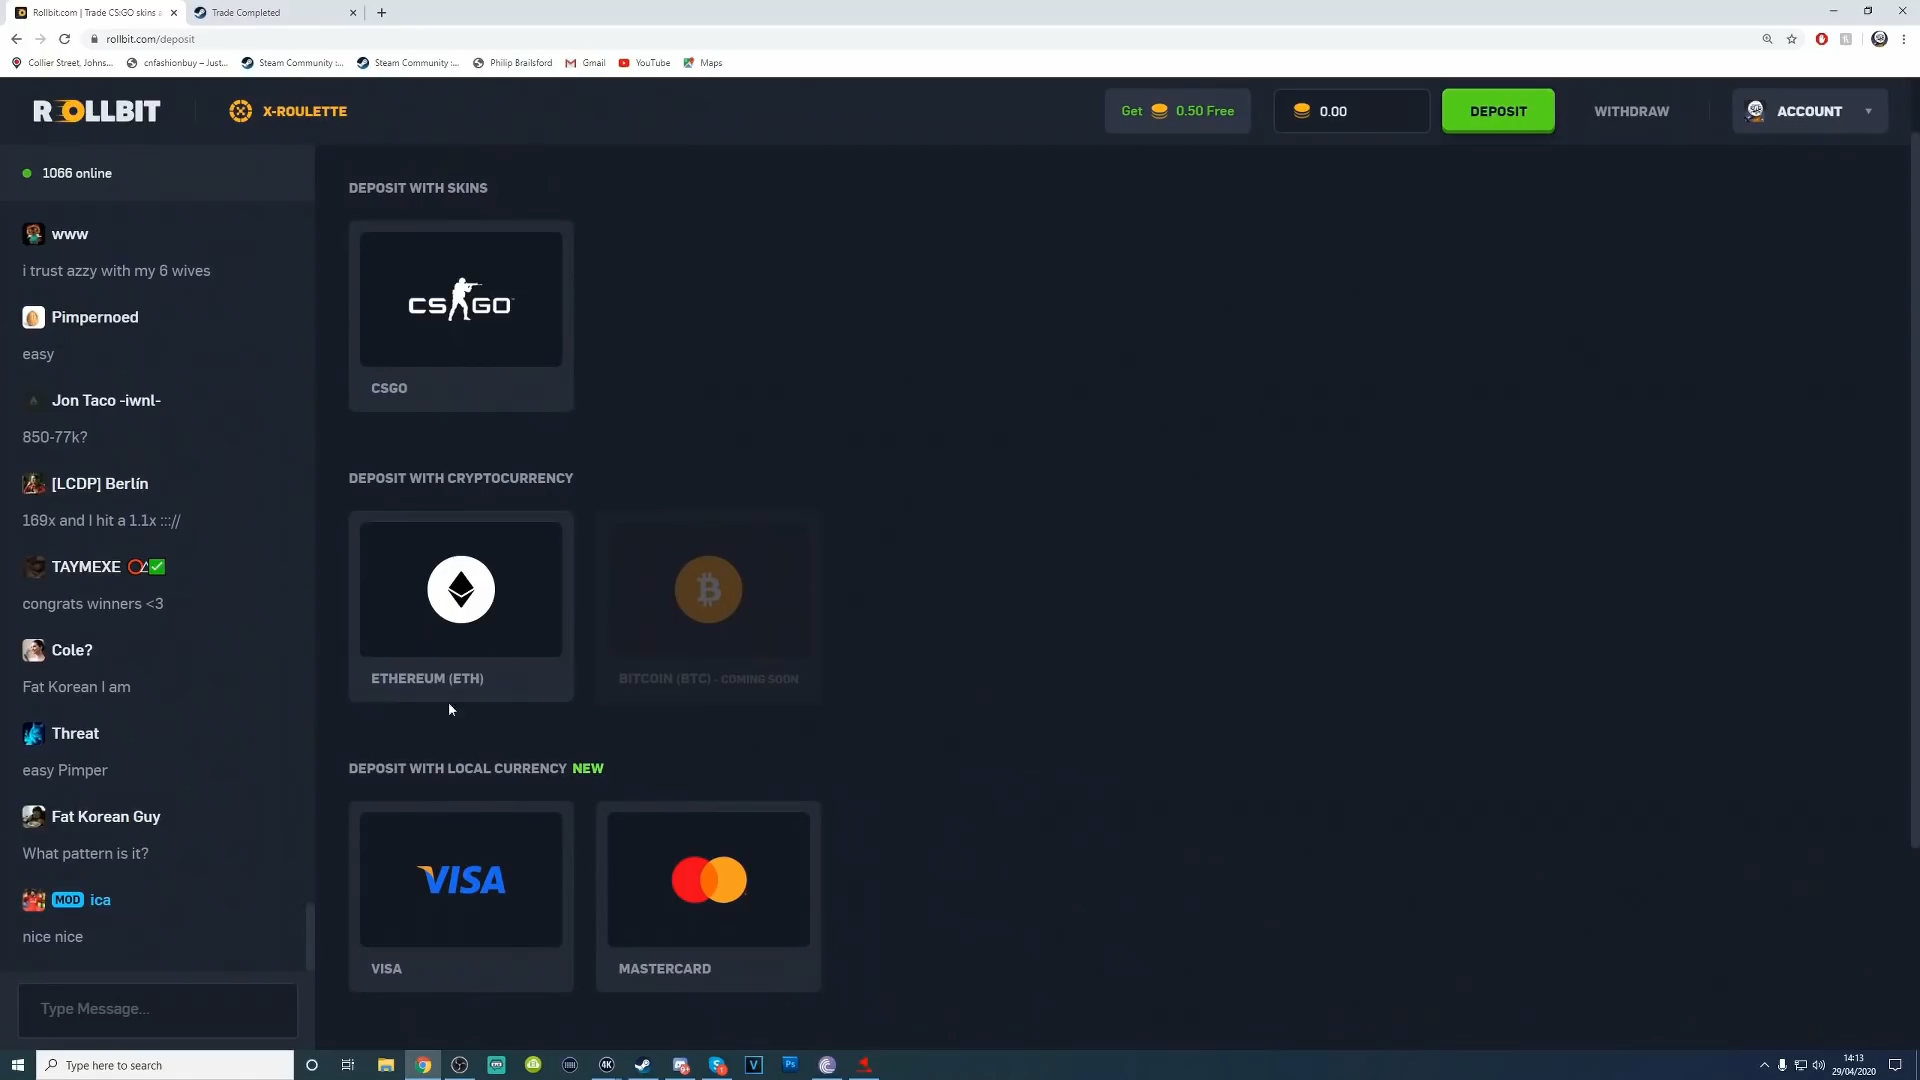 Rollbit.com | Trade CS:GO skins a
Trade Completed
rollbit.com/deposit
Collier Street, Johns...
cnfashionbuy – Just...
Steam Community :...
Steam Community :...
Philip Brailsford
Gmail
YouTube
Maps
ROLLBIT
X-ROULETTE
Get 0.50 Free
0.00
DEPOSIT
WITHDRAW
ACCOUNT
1066 online
www
i trust azzy with my 6 wives
Pimpernoed
easy
Jon Taco -iwnl-
850-77k?
[LCDP] Berlín
169x and I hit a 1.1x ::://
TAYMEXE
congrats winners <3
Cole?
Fat Korean I am
Threat
easy Pimper
Fat Korean Guy
What pattern is it?
MOD ica
nice nice
Type Message...
DEPOSIT WITH SKINS
CS GO
CSGO
DEPOSIT WITH CRYPTOCURRENCY
ETHEREUM (ETH)
BITCOIN (BTC) - COMING SOON
DEPOSIT WITH LOCAL CURRENCY NEW
VISA
VISA
MASTERCARD
Type here to search
4K
V
Ps
14:13
29/04/2020